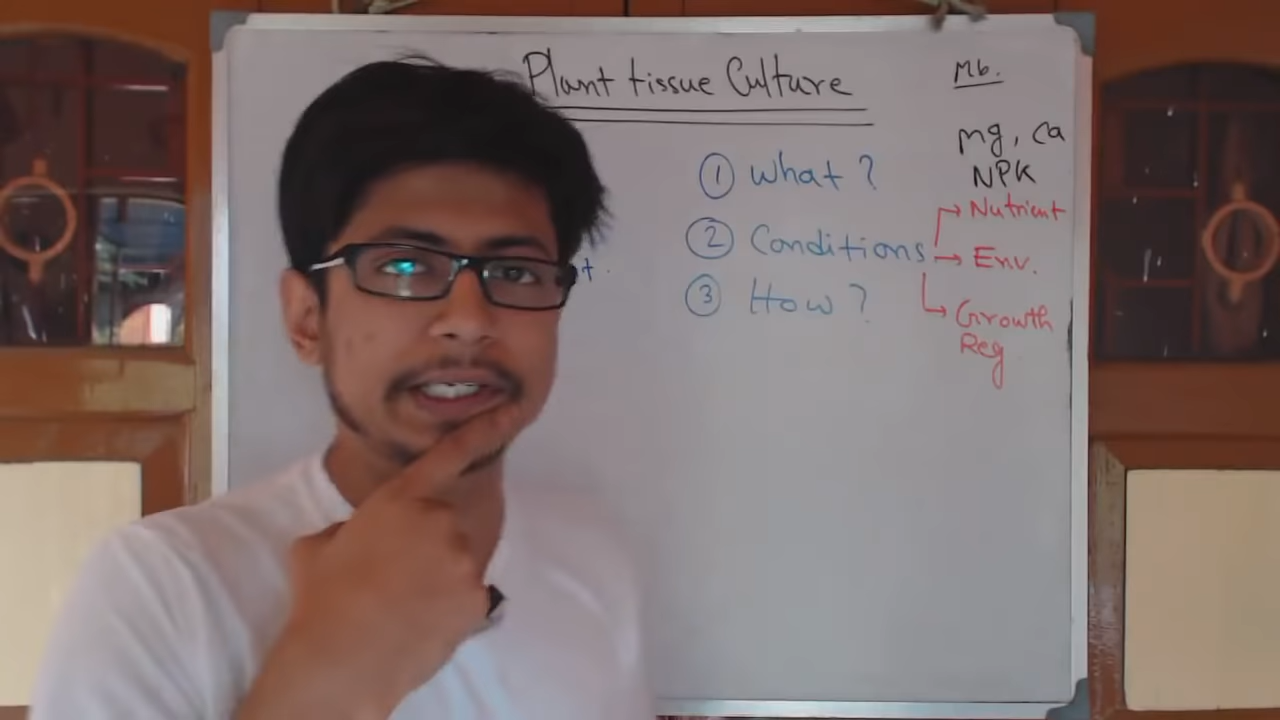 Plant tissue Culture
Mb.
Mg, Ca
NPK
① What ?
② Conditions → Nutrient
→ Env.
→ Growth
Reg
③ How ?